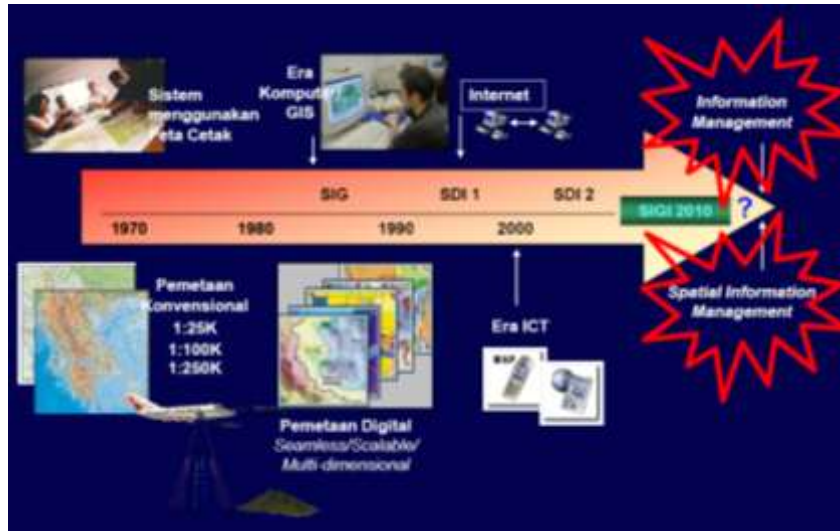 Sistem
menggunakan
Peta Cetak
Era
Komputer
GIS
Internet
Information
Management
SIG
SDI 1
SDI 2
SIGI 2010
?
1970
1980
1990
2000
Pemetaan
Konvensional
1:25K
1:100K
1:250K
Era ICT
Spatial Information
Management
Pemetaan Digital
Seamless/Scalable/
Multi-dimensional